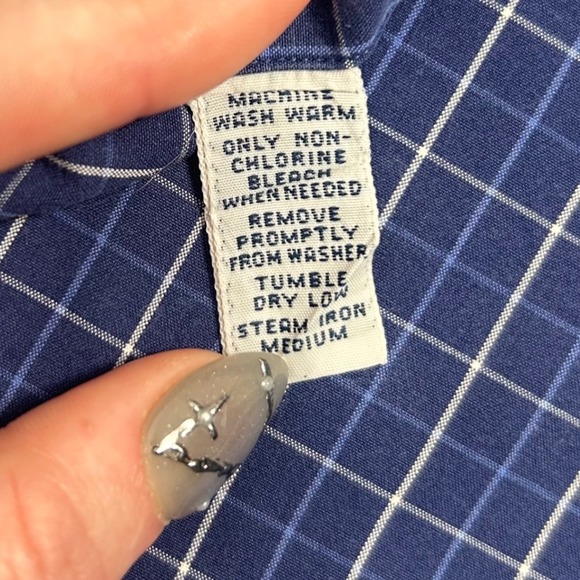 MACHINE
WASH WARM
ONLY NON-
CHLORINE
BLEACH
WHEN NEEDED
REMOVE
PROMPTLY
FROM WASHER
TUMBLE
DRY LOW
STEAM IRON
MEDIUM